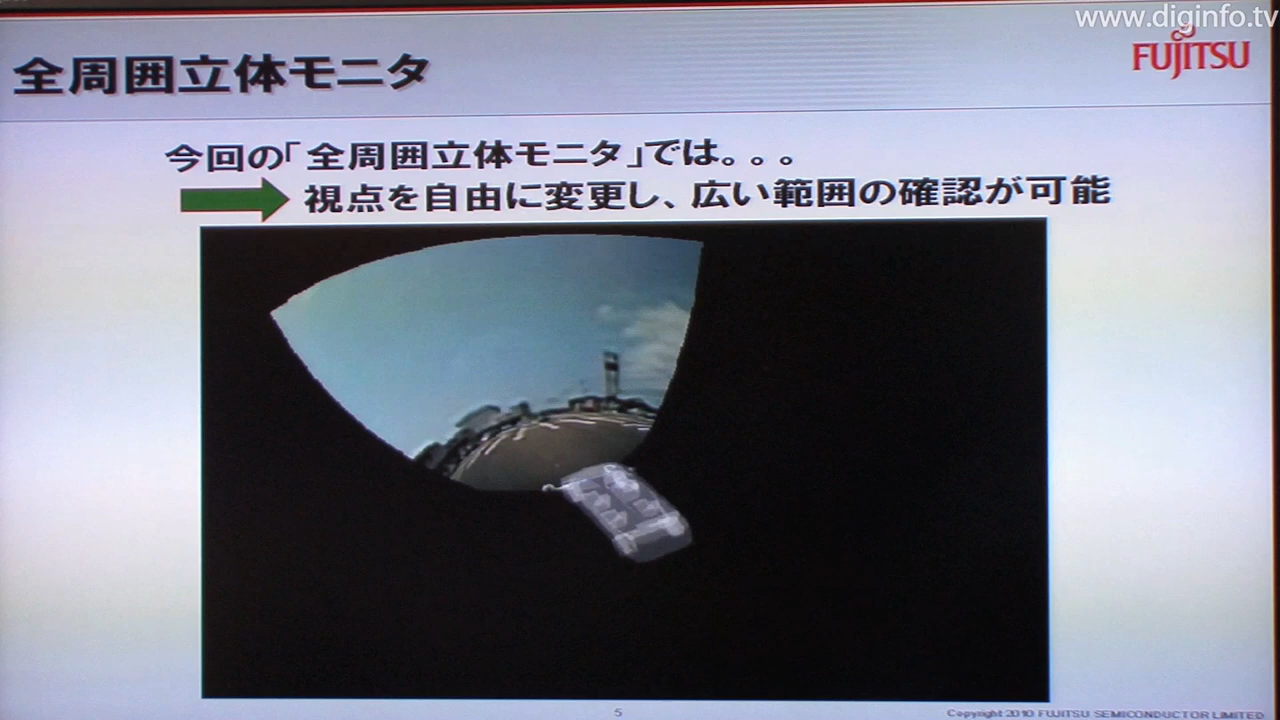 www.diginfo.tv
FUJITSU
全周囲立体モニタ
今回の「全周囲立体モニタ」では。。。
視点を自由に変更し、広い範囲の確認が可能
5
Copyright 2010 FUJITSU SEMICONDUCTOR LIMITED